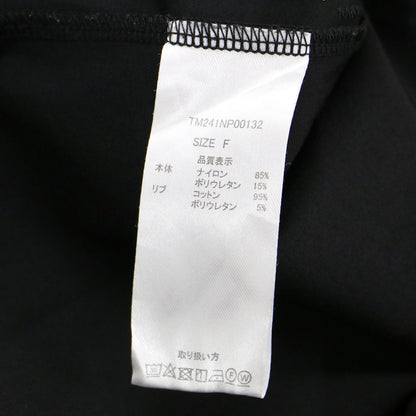 TM241NP00132
SIZE F
品質表示
本体 ナイロン 85%
ポリウレタン 15%
リブ コットン 95%
ポリウレタン 5%
取り扱い方